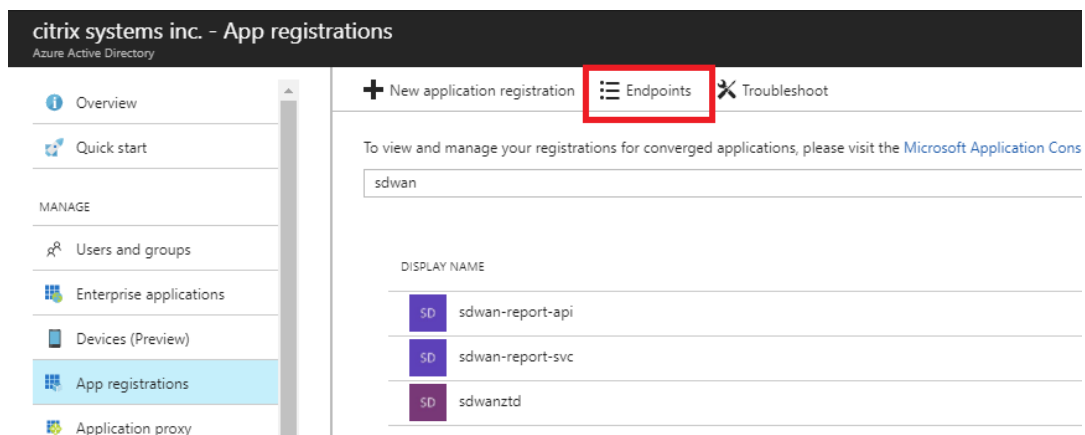 citrix systems inc. - App registrations
Azure Active Directory
Overview
Quick start
MANAGE
Users and groups
Enterprise applications
Devices (Preview)
App registrations
Application proxy
New application registration Endpoints Troubleshoot
To view and manage your registrations for converged applications, please visit the Microsoft Application Cons
sdwan
DISPLAY NAME
SD sdwan-report-api
SD sdwan-report-svc
SD sdwanztd